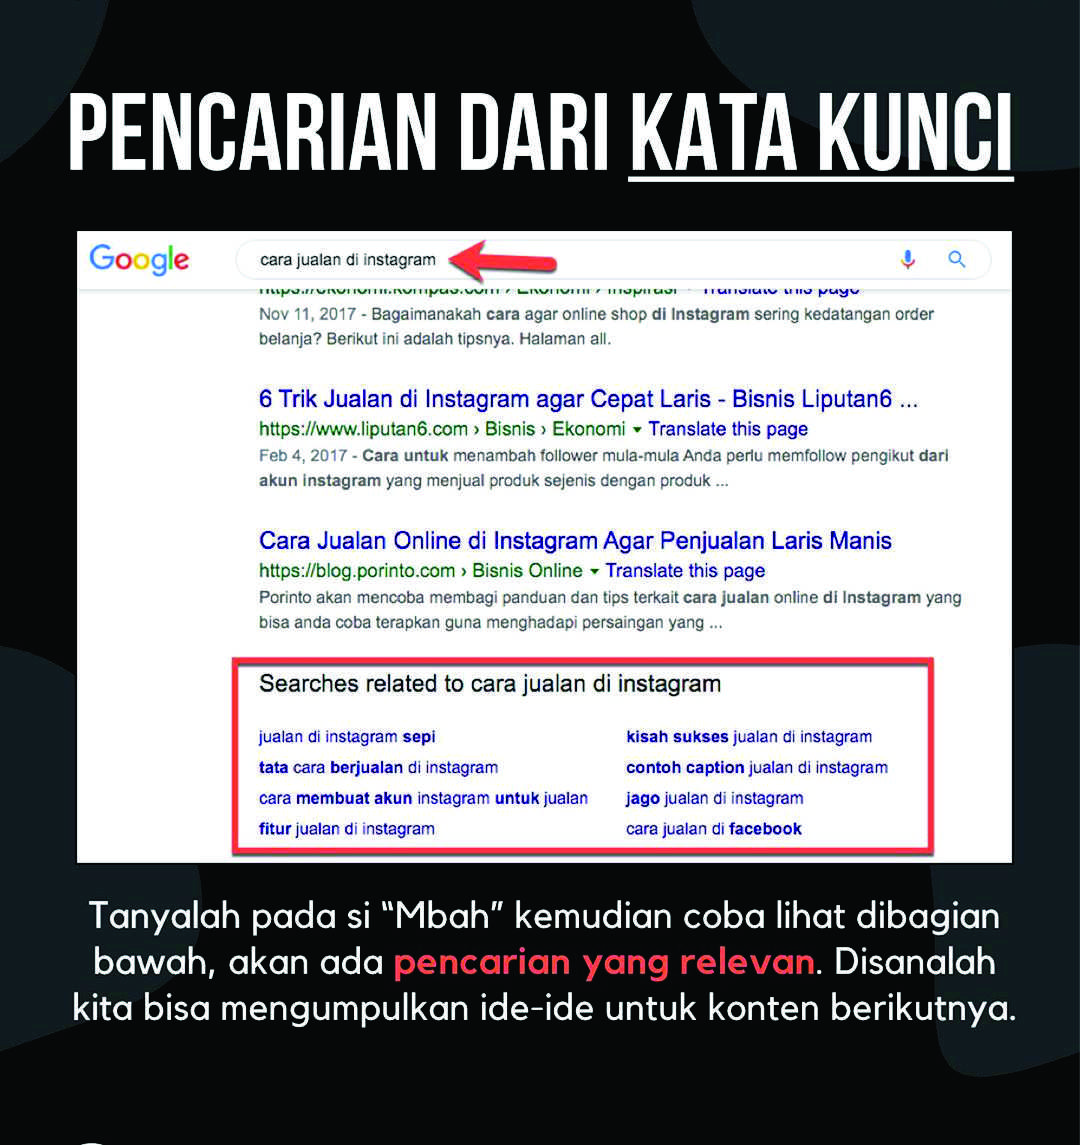 PENCARIAN DARI KATA KUNCI
Google
cara jualan di instagram
https://ekonomi.kompas.com › Ekonomi › Inspirasi ▾ Translate this page
Nov 11, 2017 - Bagaimanakah cara agar online shop di Instagram sering kedatangan order
belanja? Berikut ini adalah tipsnya. Halaman all.
6 Trik Jualan di Instagram agar Cepat Laris - Bisnis Liputan6 ...
https://www.liputan6.com › Bisnis › Ekonomi ▾ Translate this page
Feb 4, 2017 - Cara untuk menambah follower mula-mula Anda perlu memfollow pengikut dari
akun instagram yang menjual produk sejenis dengan produk ...
Cara Jualan Online di Instagram Agar Penjualan Laris Manis
https://blog.porinto.com › Bisnis Online ▾ Translate this page
Porinto akan mencoba membagi panduan dan tips terkait cara jualan online di Instagram yang
bisa anda coba terapkan guna menghadapi persaingan yang ...
Searches related to cara jualan di instagram
jualan di instagram sepi
tata cara berjualan di instagram
cara membuat akun instagram untuk jualan
fitur jualan di instagram
kisah sukses jualan di instagram
contoh caption jualan di instagram
jago jualan di instagram
cara jualan di facebook
Tanyalah pada si “Mbah” kemudian coba lihat dibagian
bawah, akan ada pencarian yang relevan. Disanalah
kita bisa mengumpulkan ide-ide untuk konten berikutnya.